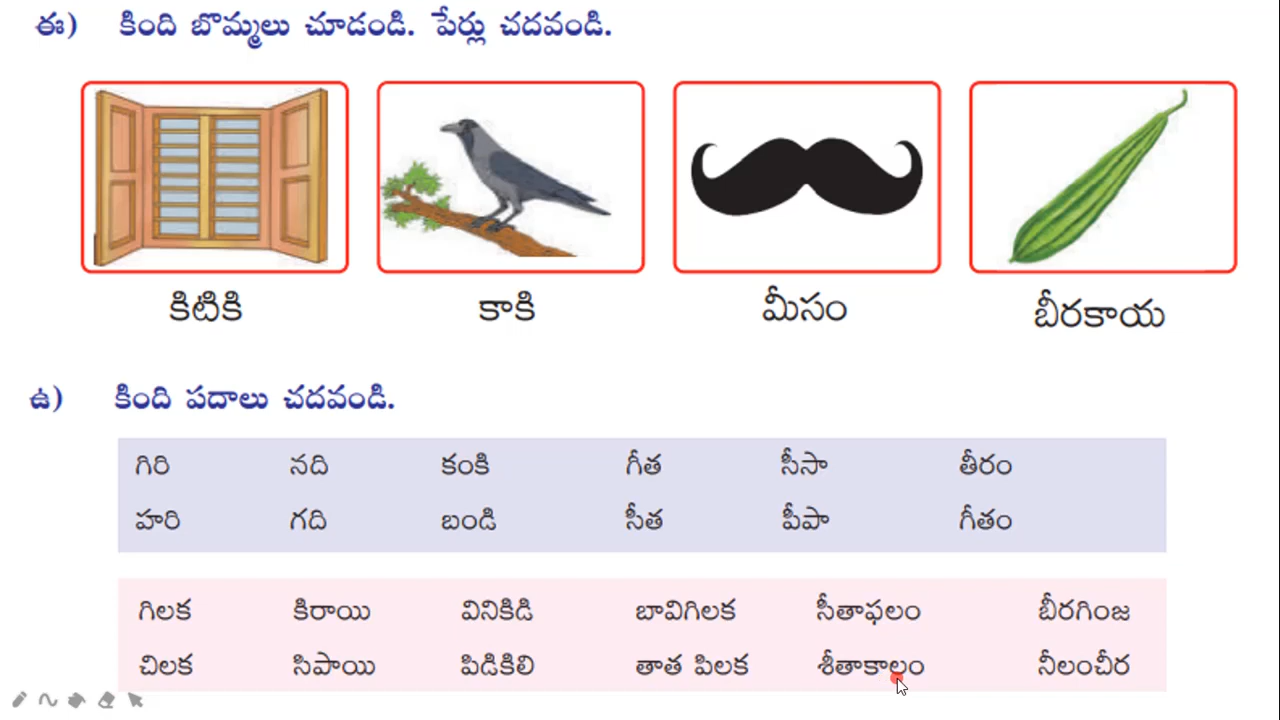 ఈ) కింది బొమ్మలు చూడండి. పేర్లు చదవండి.
కిటికి కాకి మీసం బీరకాయ
ఉ) కింది పదాలు చదవండి.
గిరి నది కంకి గీత సీసా తీరం
హరి గది బండి సీత పీపా గీతం
గిలక కిరాయి వినికిడి బావిగిలక సీతాఫలం బీరగింజ
చిలక సిపాయి పిడికిలి తాత పిలక శీతాకాలం నీలంచీర